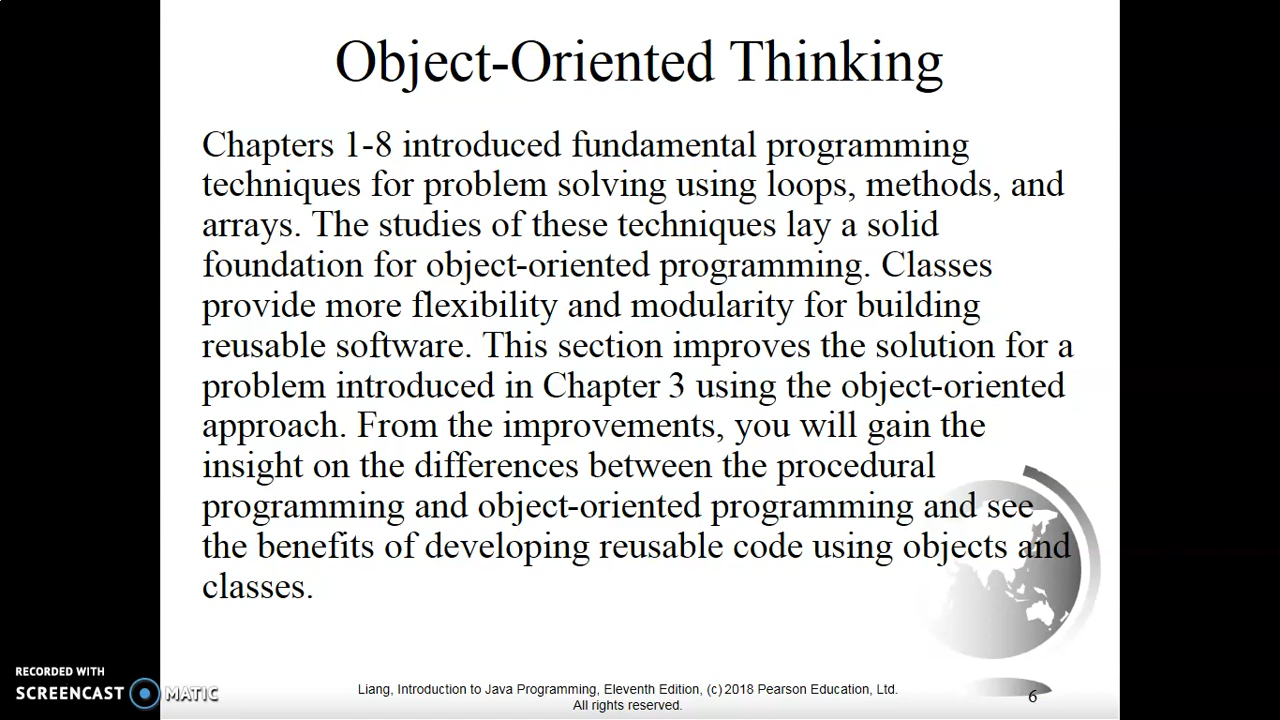 Object-Oriented Thinking
Chapters 1-8 introduced fundamental programming
techniques for problem solving using loops, methods, and
arrays. The studies of these techniques lay a solid
foundation for object-oriented programming. Classes
provide more flexibility and modularity for building
reusable software. This section improves the solution for a
problem introduced in Chapter 3 using the object-oriented
approach. From the improvements, you will gain the
insight on the differences between the procedural
programming and object-oriented programming and see
the benefits of developing reusable code using objects and
classes.
RECORDED WITH
SCREENCAST MATIC
Liang, Introduction to Java Programming, Eleventh Edition, (c) 2018 Pearson Education, Ltd.
All rights reserved.
6